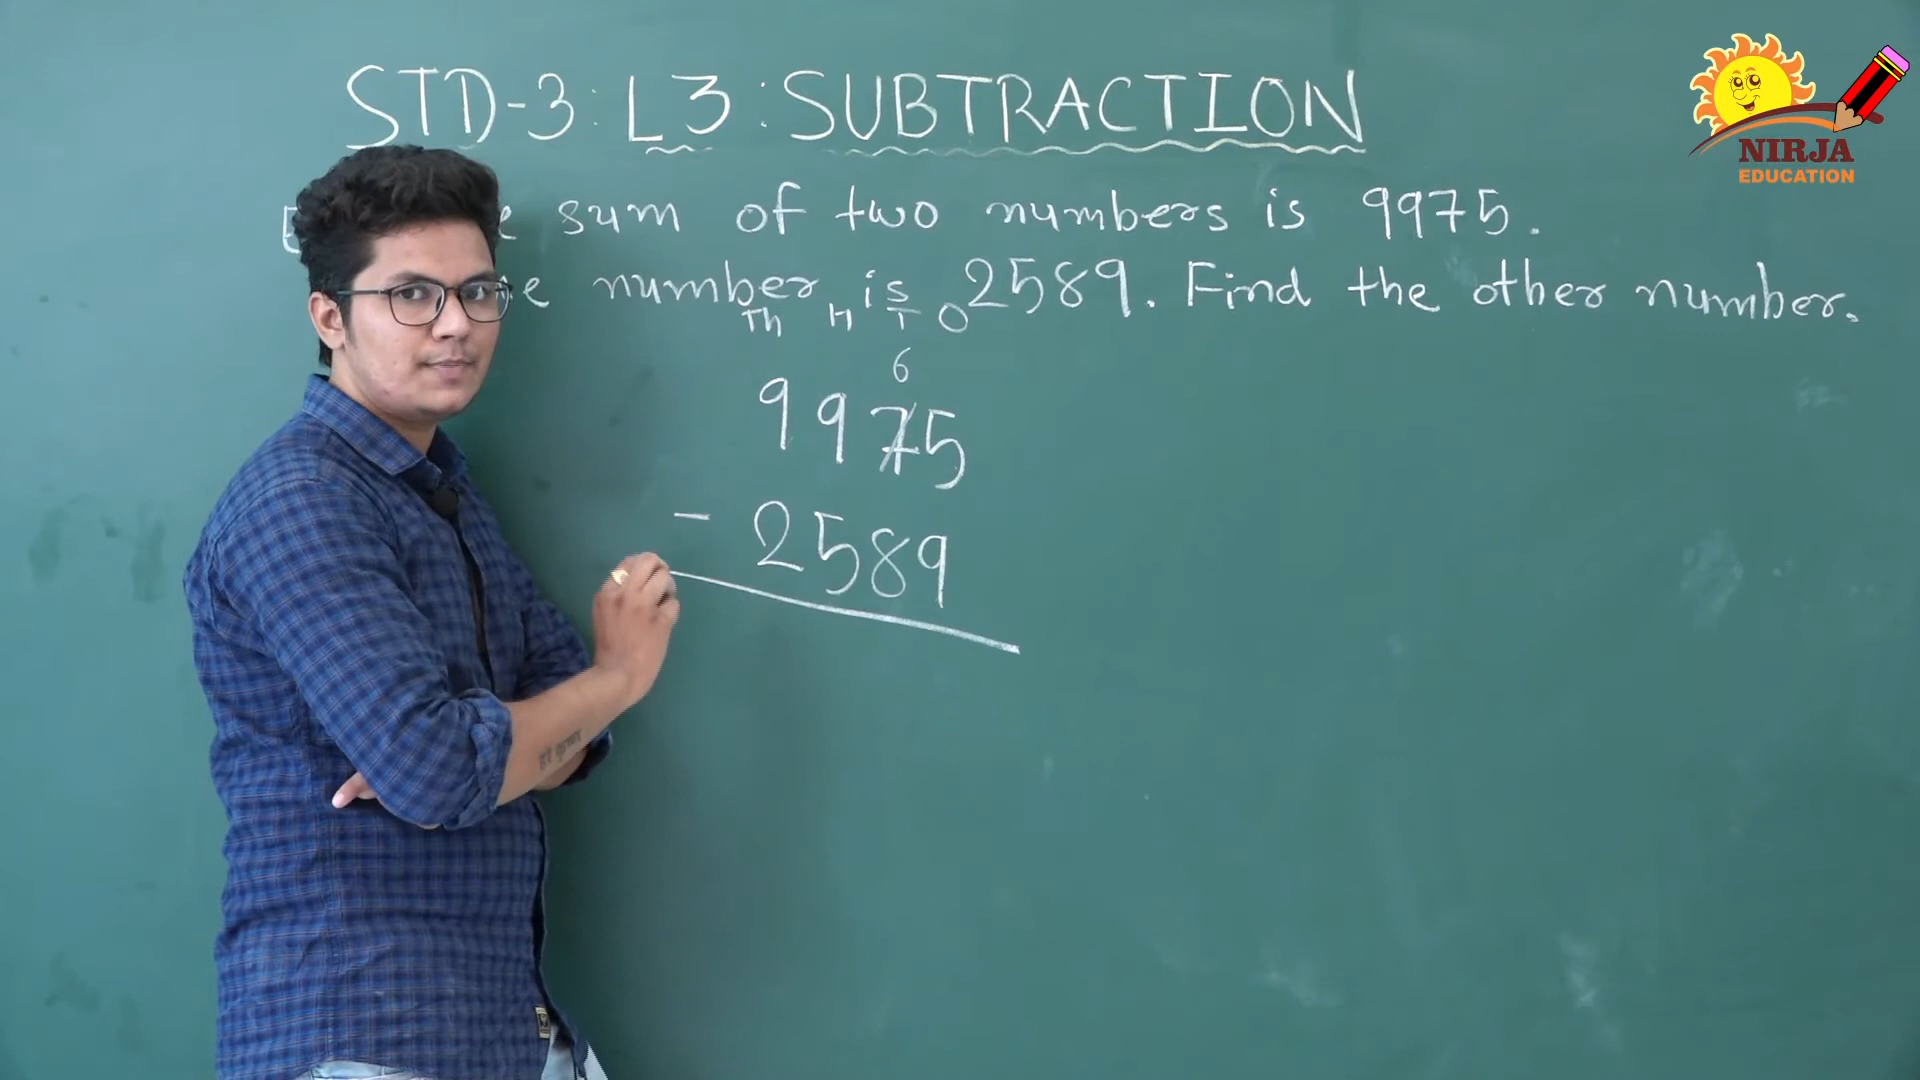 STD-3: L3: SUBTRACTION
sum of two numbers is 9975.
number is 2589. Find the other number.
Th H T O
6
9975
- 2589
NIRJA
EDUCATION